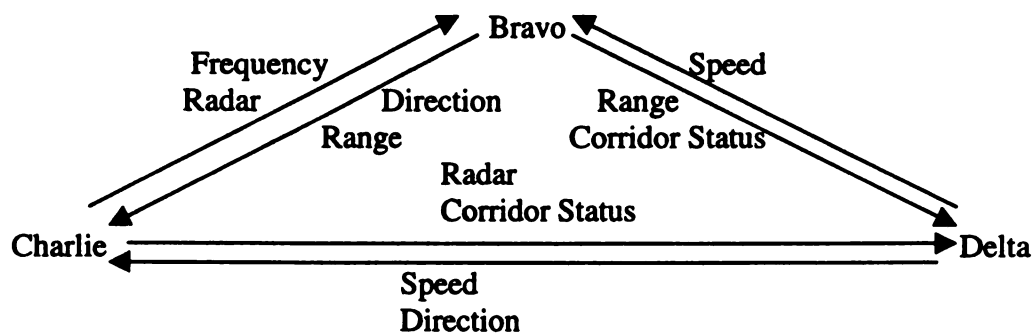 Bravo
Frequency
Speed
Radar
Direction
Range
Range
Corridor Status
Radar
Corridor Status
Charlie
Delta
Speed
Direction